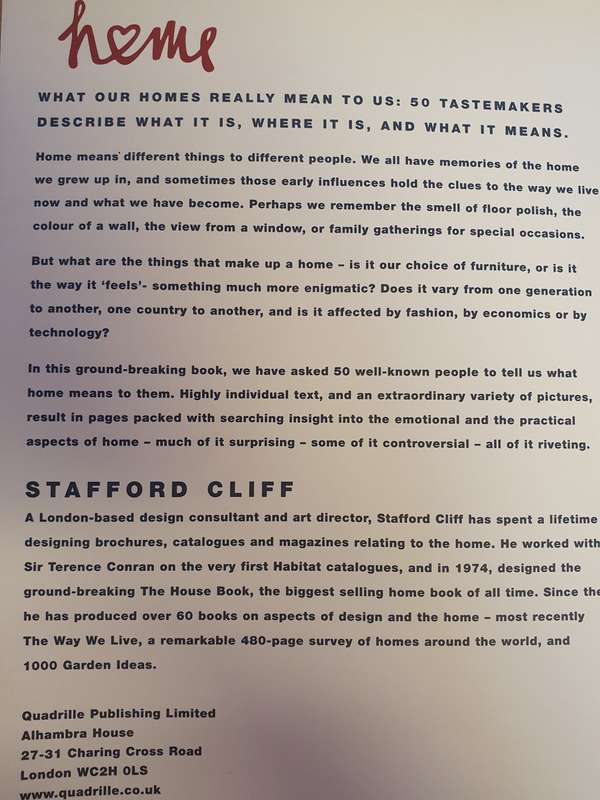 home
WHAT OUR HOMES REALLY MEAN TO US: 50 TASTEMAKERS
DESCRIBE WHAT IT IS, WHERE IT IS, AND WHAT IT MEANS.
Home means different things to different people. We all have memories of the home
we grew up in, and sometimes those early influences hold the clues to the way we live
now and what we have become. Perhaps we remember the smell of floor polish, the
colour of a wall, the view from a window, or family gatherings for special occasions.
But what are the things that make up a home – is it our choice of furniture, or is it
the way it ‘feels’- something much more enigmatic? Does it vary from one generation
to another, one country to another, and is it affected by fashion, by economics or by
technology?
In this ground-breaking book, we have asked 50 well-known people to tell us what
home means to them. Highly individual text, and an extraordinary variety of pictures,
result in pages packed with searching insight into the emotional and the practical
aspects of home – much of it surprising – some of it controversial – all of it riveting.
STAFFORD CLIFF
A London-based design consultant and art director, Stafford Cliff has spent a lifetime
designing brochures, catalogues and magazines relating to the home. He worked with
Sir Terence Conran on the very first Habitat catalogues, and in 1974, designed the
ground-breaking The House Book, the biggest selling home book of all time. Since
he has produced over 60 books on aspects of design and the home – most recently
The Way We Live, a remarkable 480-page survey of homes around the world, and
1000 Garden Ideas.
Quadrille Publishing Limited
Alhambra House
27-31 Charing Cross Road
London WC2H 0LS
www.quadrille.co.uk